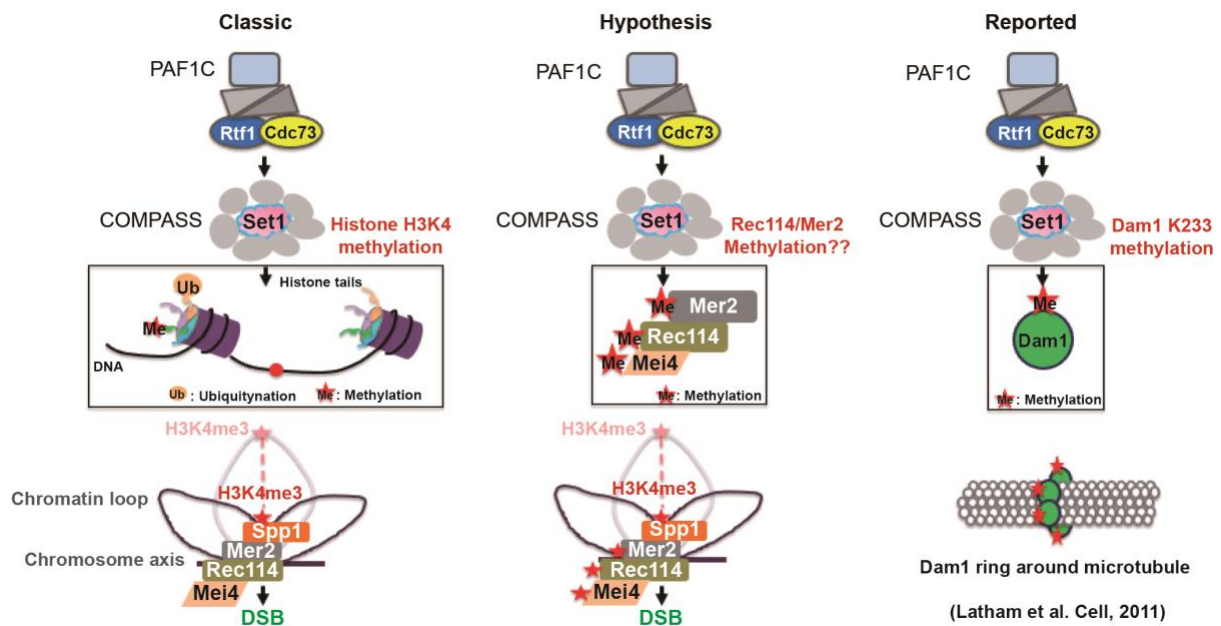 Classic
PAF1C
Rtf1 Cdc73
COMPASS
Set1
Histone H3K4
methylation
Ub
Histone tails
Me
DNA
Ub : Ubiquitynation
Me : Methylation
H3K4me3
Chromatin loop
H3K4me3
Spp1
Mer2
Chromosome axis
Rec114
Mei4
DSB
Hypothesis
PAF1C
Rtf1 Cdc73
COMPASS
Set1
Rec114/Mer2
Methylation??
Me
Mer2
Me
Rec114
Me
Mei4
Me : Methylation
H3K4me3
H3K4me3
Spp1
Mer2
Rec114
Mei4
DSB
Reported
PAF1C
Rtf1 Cdc73
COMPASS
Set1
Dam1 K233
methylation
Me
Dam1
Me : Methylation
Dam1 ring around microtubule
(Latham et al. Cell, 2011)